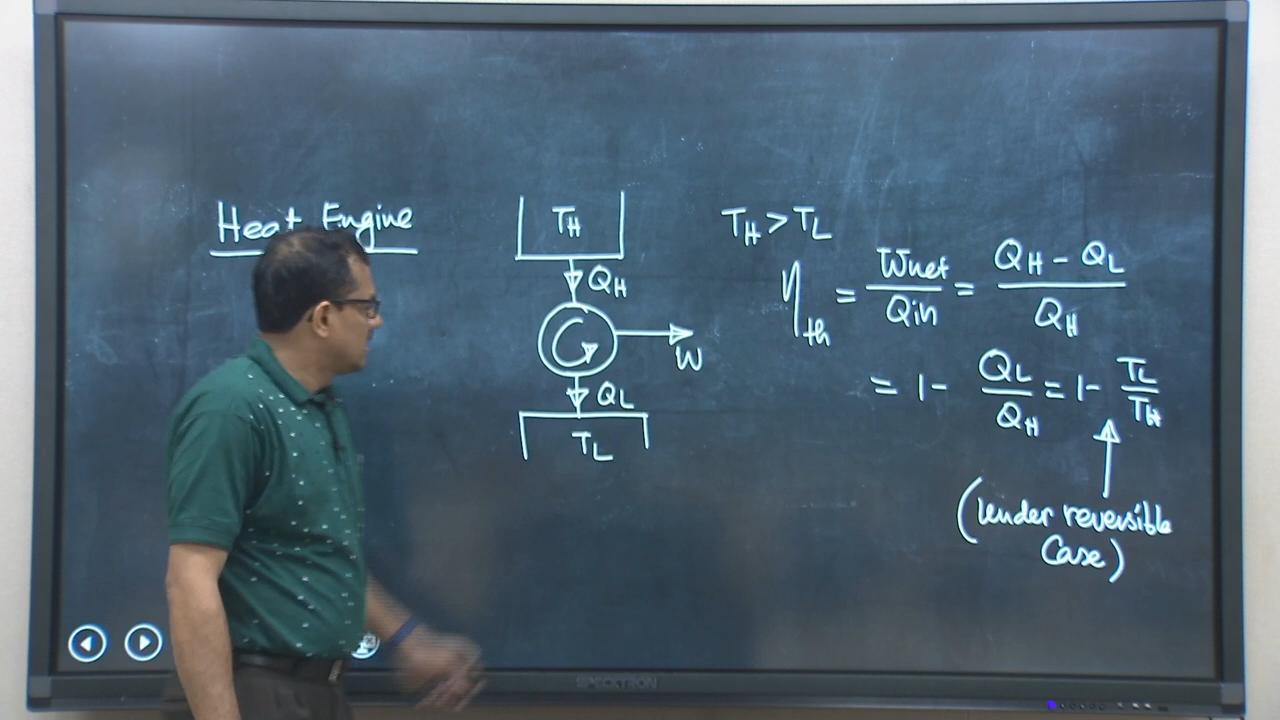 Heat Engine
TH
QH
W
QL
TL
TH > TL
ηth = Wnet / Qin = QH - QL / QH
= 1 - QL / QH = 1 - TL / TH
(Under reversible
Case)
SPECKTRON